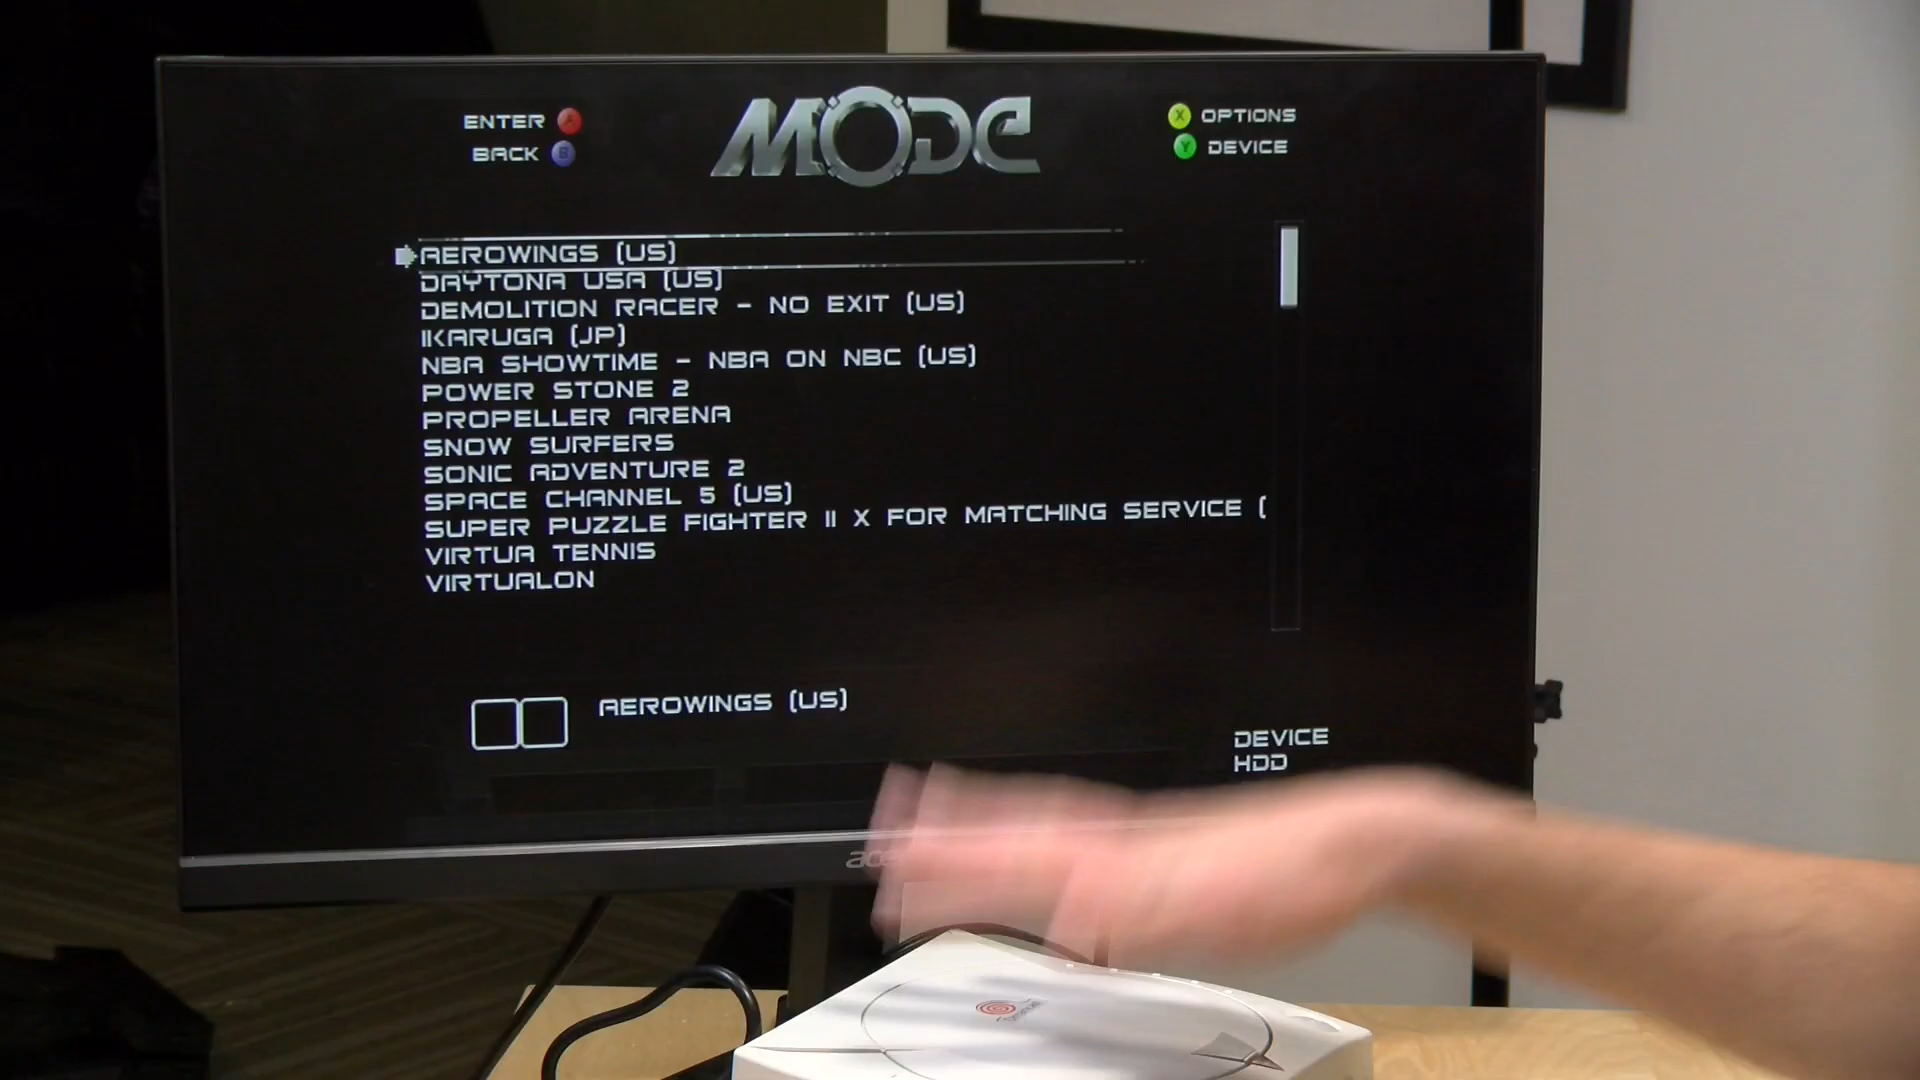 ENTER A
BACK B
MODE
X OPTIONS
Y DEVICE
AEROWINGS (US)
DAYTONA USA (US)
DEMOLITION RACER - NO EXIT (US)
IKARUGA (JP)
NBA SHOWTIME - NBA ON NBC (US)
POWER STONE 2
PROPELLER ARENA
SNOW SURFERS
SONIC ADVENTURE 2
SPACE CHANNEL 5 (US)
SUPER PUZZLE FIGHTER II X FOR MATCHING SERVICE (
VIRTUA TENNIS
VIRTUALON
AEROWINGS (US)
DEVICE
HDD